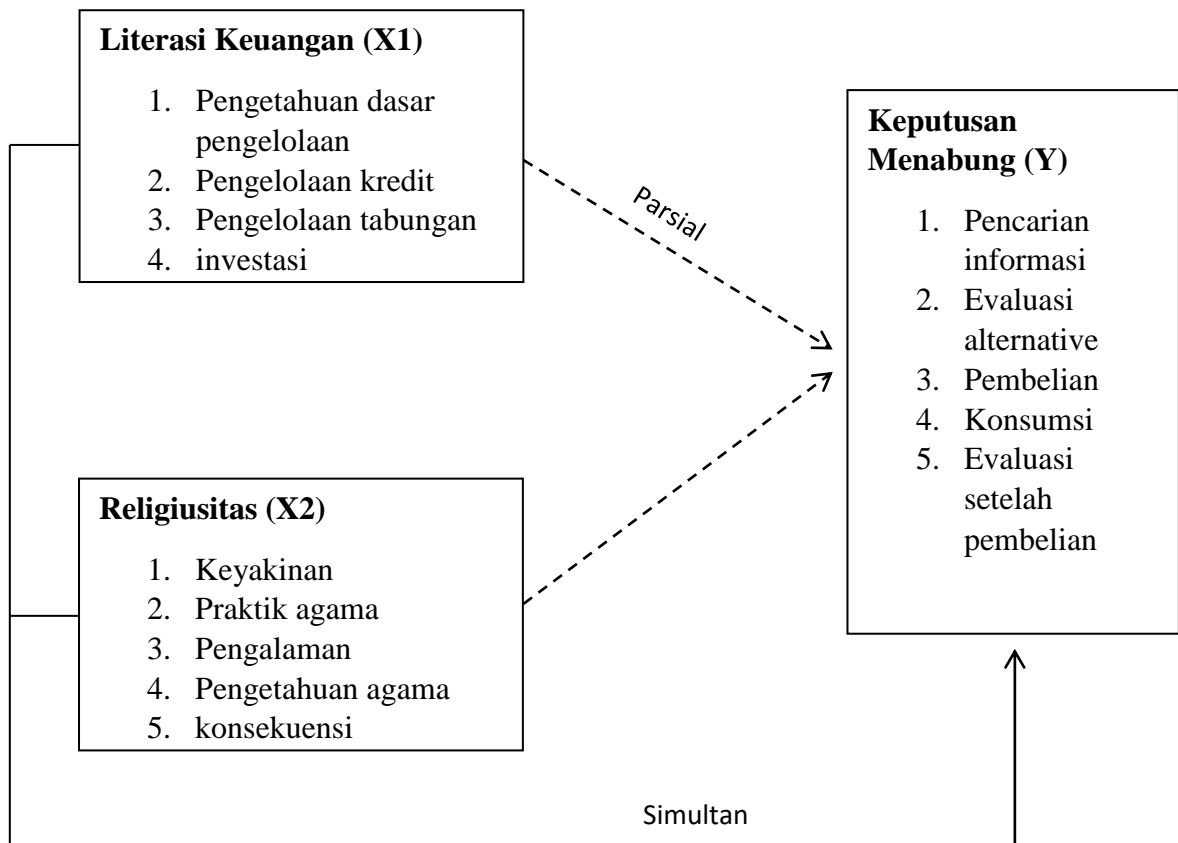 Literasi Keuangan (X1)
1. Pengetahuan dasar
pengelolaan
2. Pengelolaan kredit
3. Pengelolaan tabungan
4. investasi
Parsial
Keputusan
Menabung (Y)
1. Pencarian
informasi
2. Evaluasi
alternative
3. Pembelian
4. Konsumsi
5. Evaluasi
setelah
pembelian
Religiusitas (X2)
1. Keyakinan
2. Praktik agama
3. Pengalaman
4. Pengetahuan agama
5. konsekuensi
Simultan